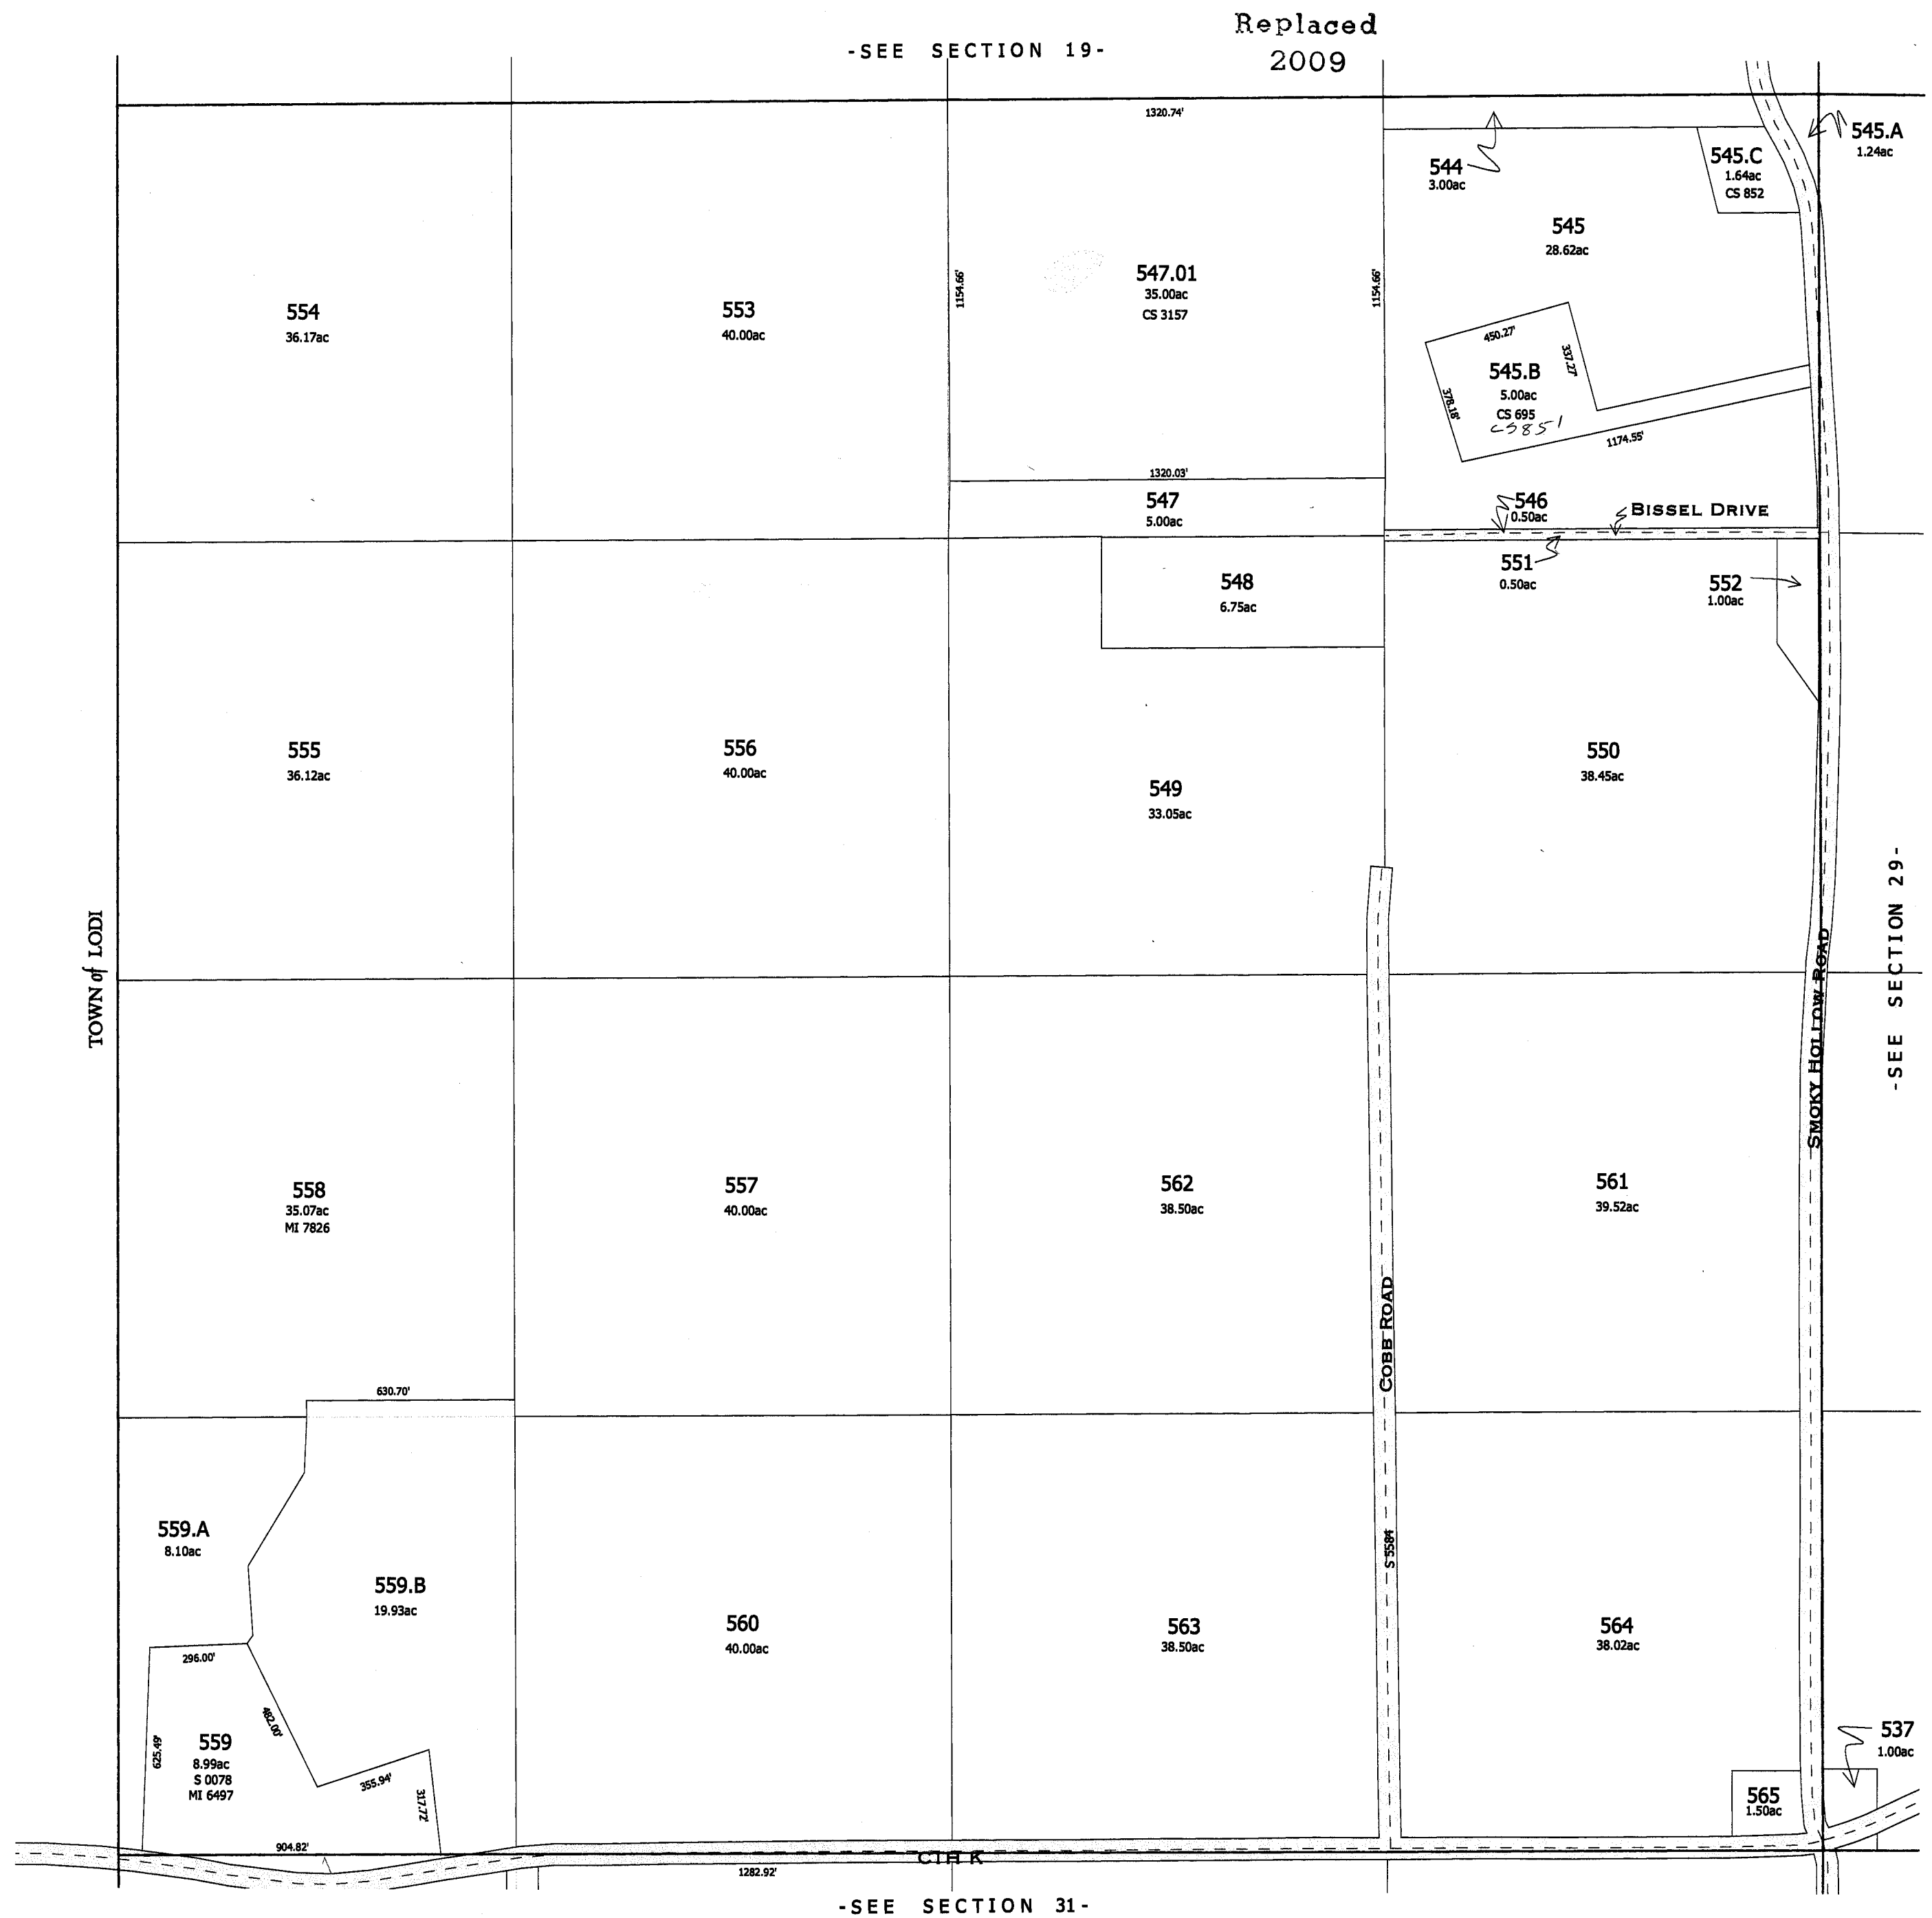 Replaced
2009
-SEE SECTION 19-
1320.74'
545.A
1.24ac
544
3.00ac
545.C
1.64ac
CS 852
545
28.62ac
554
36.17ac
553
40.00ac
1154.66'
547.01
35.00ac
CS 3157
1154.66'
450.27'
337.27'
378.18'
545.B
5.00ac
CS 695
CS851
1174.55'
1320.03'
547
5.00ac
546
0.50ac
BISSEL DRIVE
551
0.50ac
552
1.00ac
548
6.75ac
555
36.12ac
556
40.00ac
549
33.05ac
550
38.45ac
TOWN of LODI
SMOKY HOLLOW ROAD
-SEE SECTION 29-
558
35.07ac
MI 7826
557
40.00ac
562
38.50ac
561
39.52ac
COBB ROAD
630.70'
559.A
8.10ac
559.B
19.93ac
560
40.00ac
563
38.50ac
S 5584
564
38.02ac
296.00'
482.00'
625.49'
559
8.99ac
S 0078
MI 6497
355.94'
317.72'
904.82'
537
1.00ac
565
1.50ac
CTH K
1282.92'
-SEE SECTION 31-